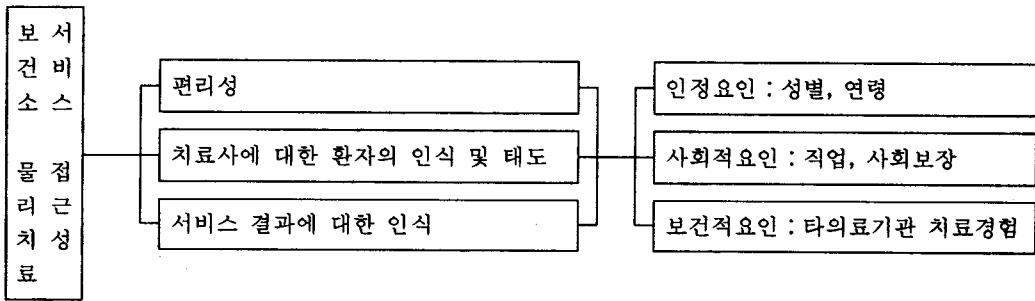 보건소 물리치료
서비스 접근성
편리성
치료사에 대한 환자의 인식 및 태도
서비스 결과에 대한 인식
인정요인 : 성별, 연령
사회적요인 : 직업, 사회보장
보건적요인 : 타의료기관 치료경험